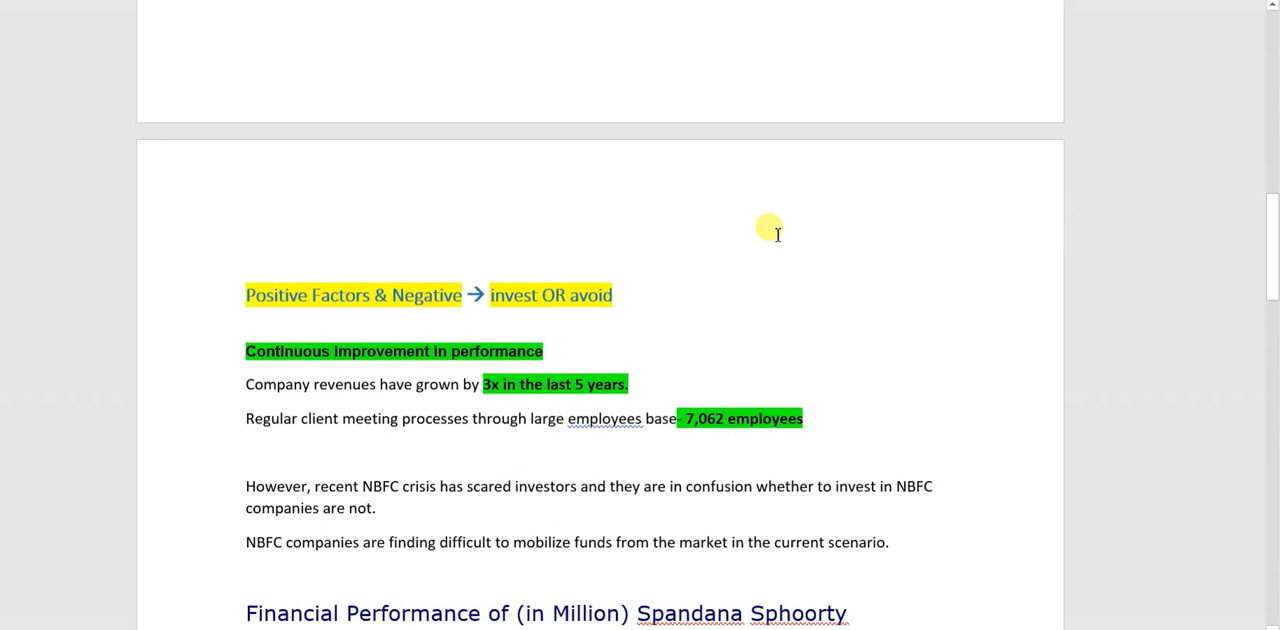 Positive Factors & Negative → invest OR avoid
Continuous improvement in performance
Company revenues have grown by 3x in the last 5 years.
Regular client meeting processes through large employees base- 7,062 employees
However, recent NBFC crisis has scared investors and they are in confusion whether to invest in NBFC
companies are not.
NBFC companies are finding difficult to mobilize funds from the market in the current scenario.
Financial Performance of (in Million) Spandana Sphoorty